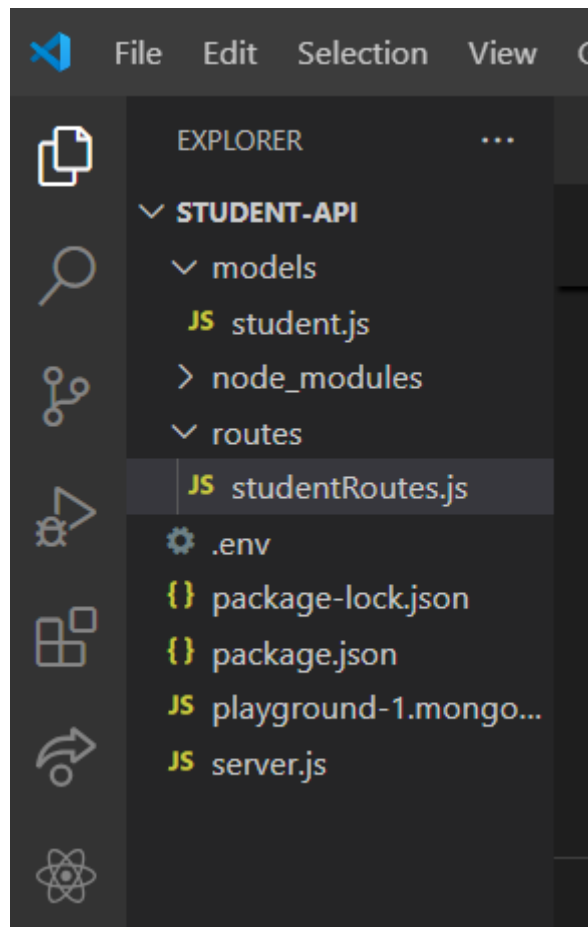 File Edit Selection View
EXPLORER ...
STUDENT-API
models
JS student.js
node_modules
routes
JS studentRoutes.js
.env
{} package-lock.json
{} package.json
JS playground-1.mongo...
JS server.js